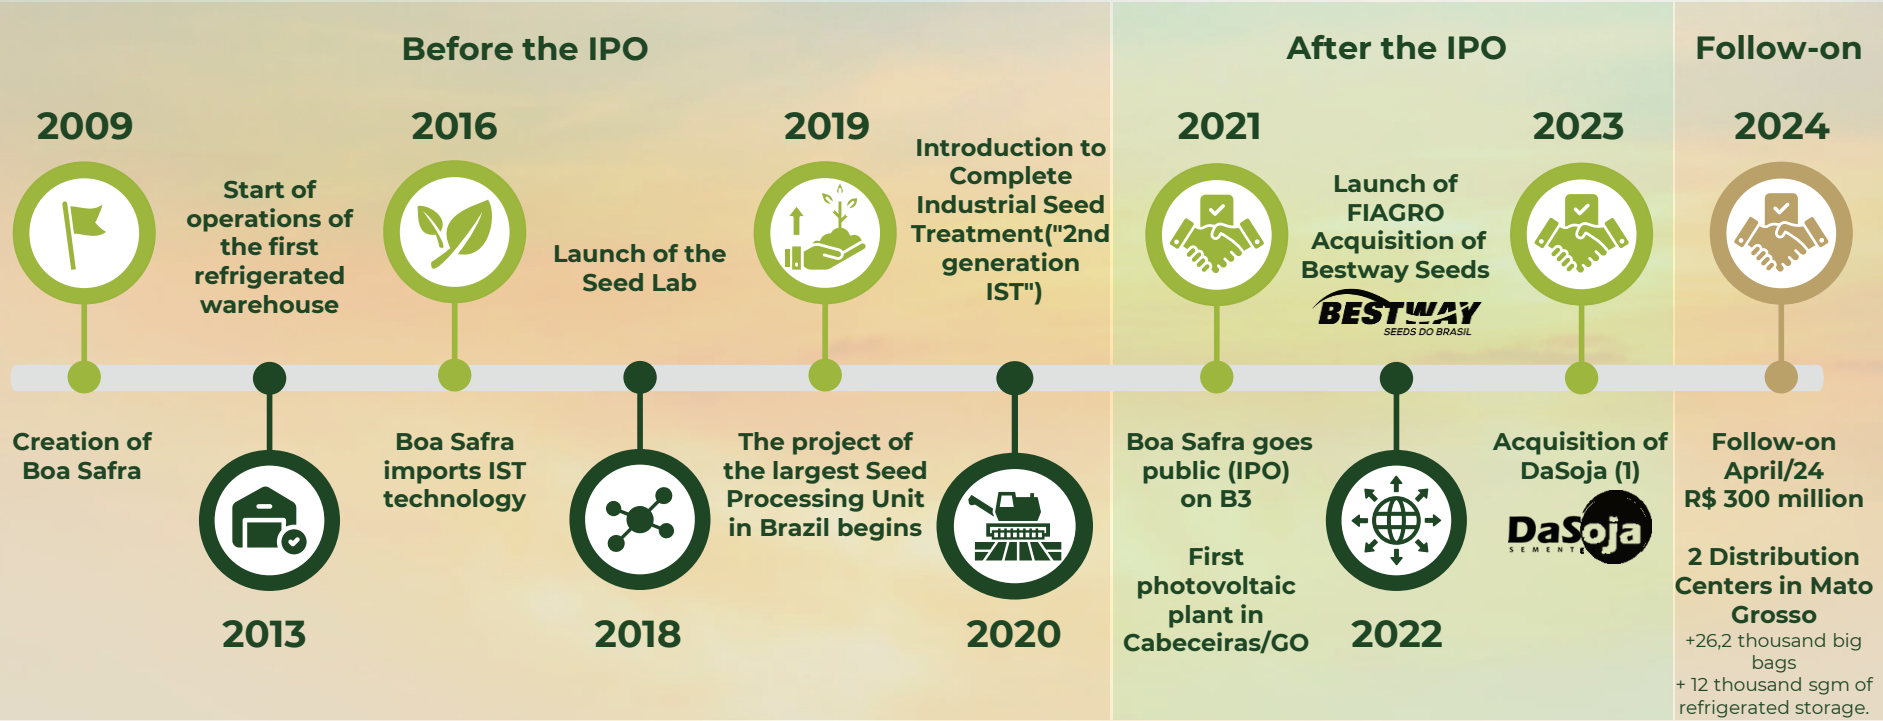 Before the IPO
After the IPO
Follow-on
2009
Creation of
Boa Safra
Start of
operations of
the first
refrigerated
warehouse
2013
2016
Boa Safra
imports IST
technology
Launch of the
Seed Lab
2018
2019
The project of
the largest Seed
Processing Unit
in Brazil begins
Introduction to
Complete
Industrial Seed
Treatment("2nd
generation
IST")
2020
2021
Boa Safra goes
public (IPO)
on B3
First
photovoltaic
plant in
Cabeceiras/GO
Launch of
FIAGRO
Acquisition of
Bestway Seeds
BESTWAY
SEEDS DO BRASIL
2022
2023
Acquisition of
DaSoja (1)
DaSoja
SEMENT
2024
Follow-on
April/24
R$ 300 million
2 Distribution
Centers in Mato
Grosso
+26,2 thousand big
bags
+ 12 thousand sgm of
refrigerated storage.